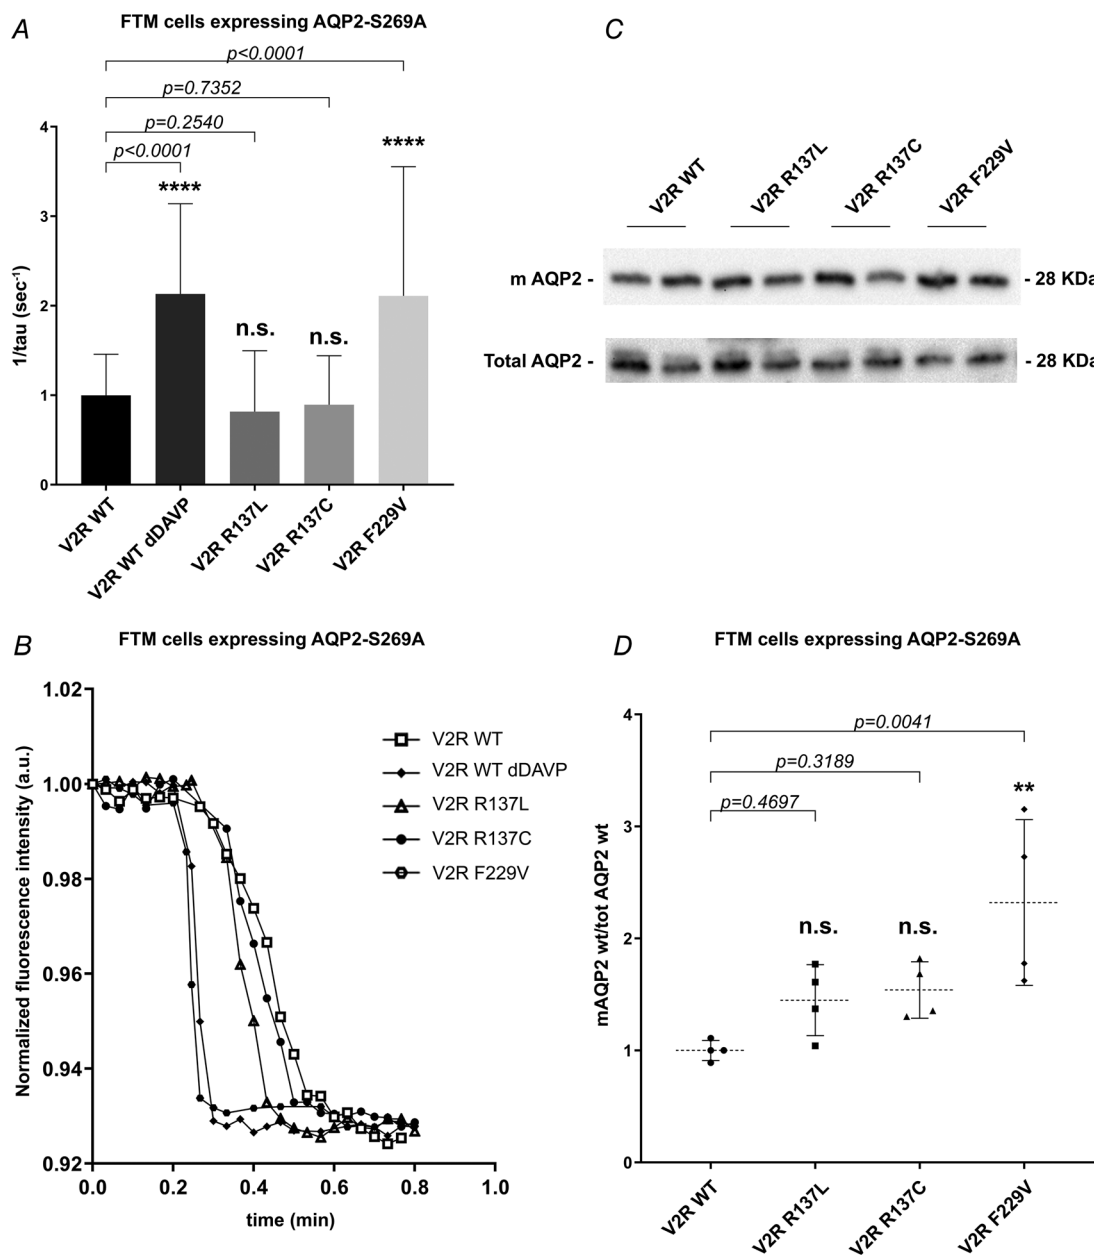 A
FTM cells expressing AQP2-S269A
p<0.0001
p=0.7352
p=0.2540
p<0.0001
****
****
n.s.
n.s.
4
3
2
1
0
1/tau (sec⁻¹)
V2R WT
V2R WT dDAVP
V2R R137L
V2R R137C
V2R F229V
C
V2R WT
V2R R137L
V2R R137C
V2R F229V
m AQP2 -
- 28 KDa
Total AQP2 -
- 28 KDa
B
FTM cells expressing AQP2-S269A
1.02
1.00
0.98
0.96
0.94
0.92
Normalized fluorescence intensity (a.u.)
V2R WT
V2R WT dDAVP
V2R R137L
V2R R137C
V2R F229V
0.0
0.2
0.4
0.6
0.8
1.0
time (min)
D
FTM cells expressing AQP2-S269A
p=0.0041
p=0.3189
p=0.4697
**
n.s.
n.s.
4
3
2
1
0
mAQP2 wt/tot AQP2 wt
V2R WT
V2R R137L
V2R R137C
V2R F229V